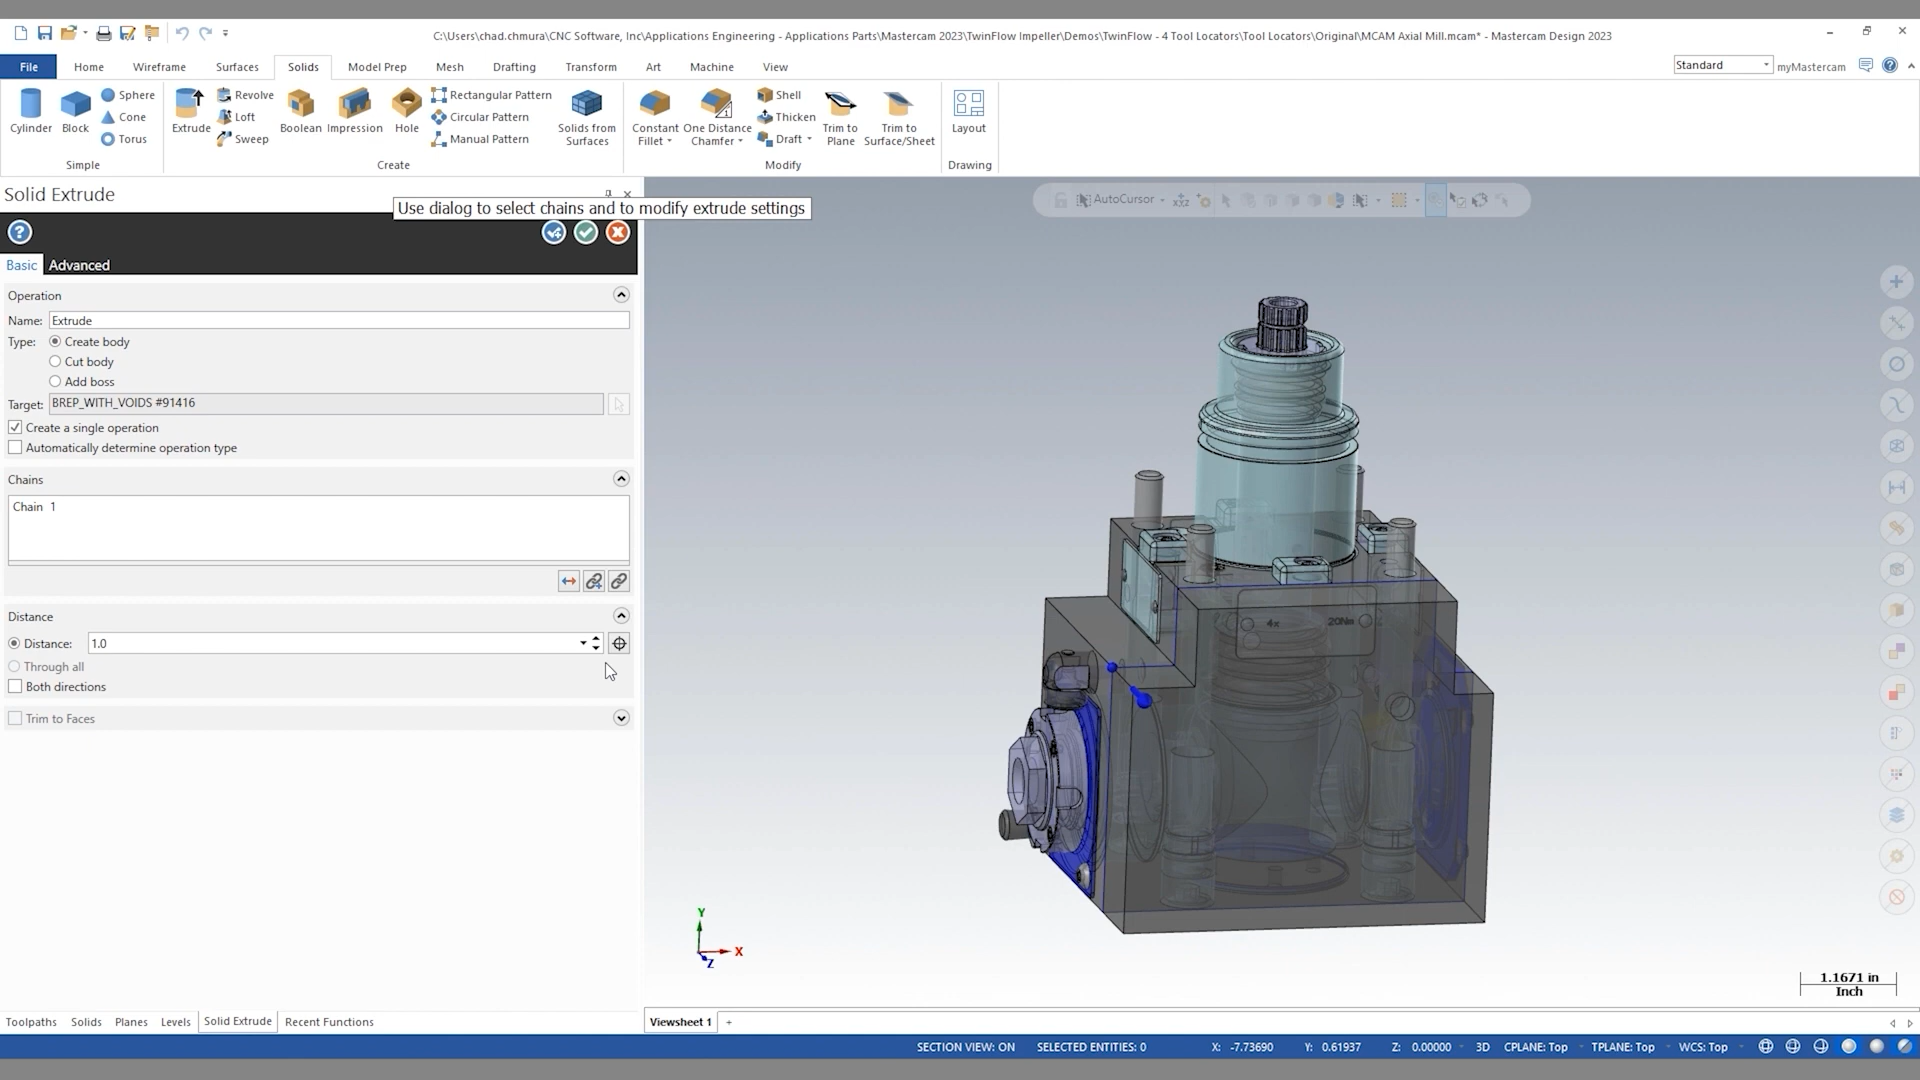 C:\Users\chad.chmura\CNC Software, Inc\Applications Engineering - Applications Parts\Mastercam 2023\TwinFlow Impeller\Demos\TwinFlow - 4 Tool Locators\Tool Locators\Original\MCAM Axial Mill.mcam* - Mastercam Design 2023
File Home Wireframe Surfaces Solids Model Prep Mesh Drafting Transform Art Machine View Standard myMastercam
Cylinder Block Sphere Cone Torus
Simple
Extrude Revolve Loft Sweep Boolean Impression Hole Rectangular Pattern Circular Pattern Manual Pattern Solids from Surfaces
Create
Constant Fillet One Distance Chamfer Shell Thicken Draft Trim to Plane Trim to Surface/Sheet
Modify
Layout
Drawing
Solid Extrude
Use dialog to select chains and to modify extrude settings
AutoCursor
Basic Advanced
Operation
Name: Extrude
Type: Create body
Cut body
Add boss
Target: BREP_WITH_VOIDS #91416
Create a single operation
Automatically determine operation type
Chains
Chain 1
Distance
Distance: 1.0
Through all
Both directions
Trim to Faces
4x 20Nm
Y
X
Z
1.1671 in
Inch
Toolpaths Solids Planes Levels Solid Extrude Recent Functions
Viewsheet 1 +
SECTION VIEW: ON SELECTED ENTITIES: 0 X: -7.73690 Y: 0.61937 Z: 0.00000 3D CPLANE: Top TPLANE: Top WCS: Top